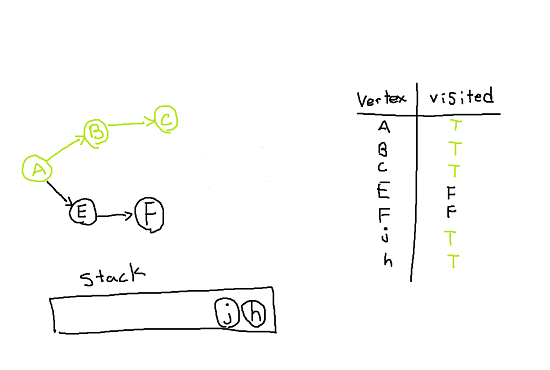 B
C
A
E
F
stack
j h
Vertex visited
A T
B T
C T
E F
F F
j T
h T